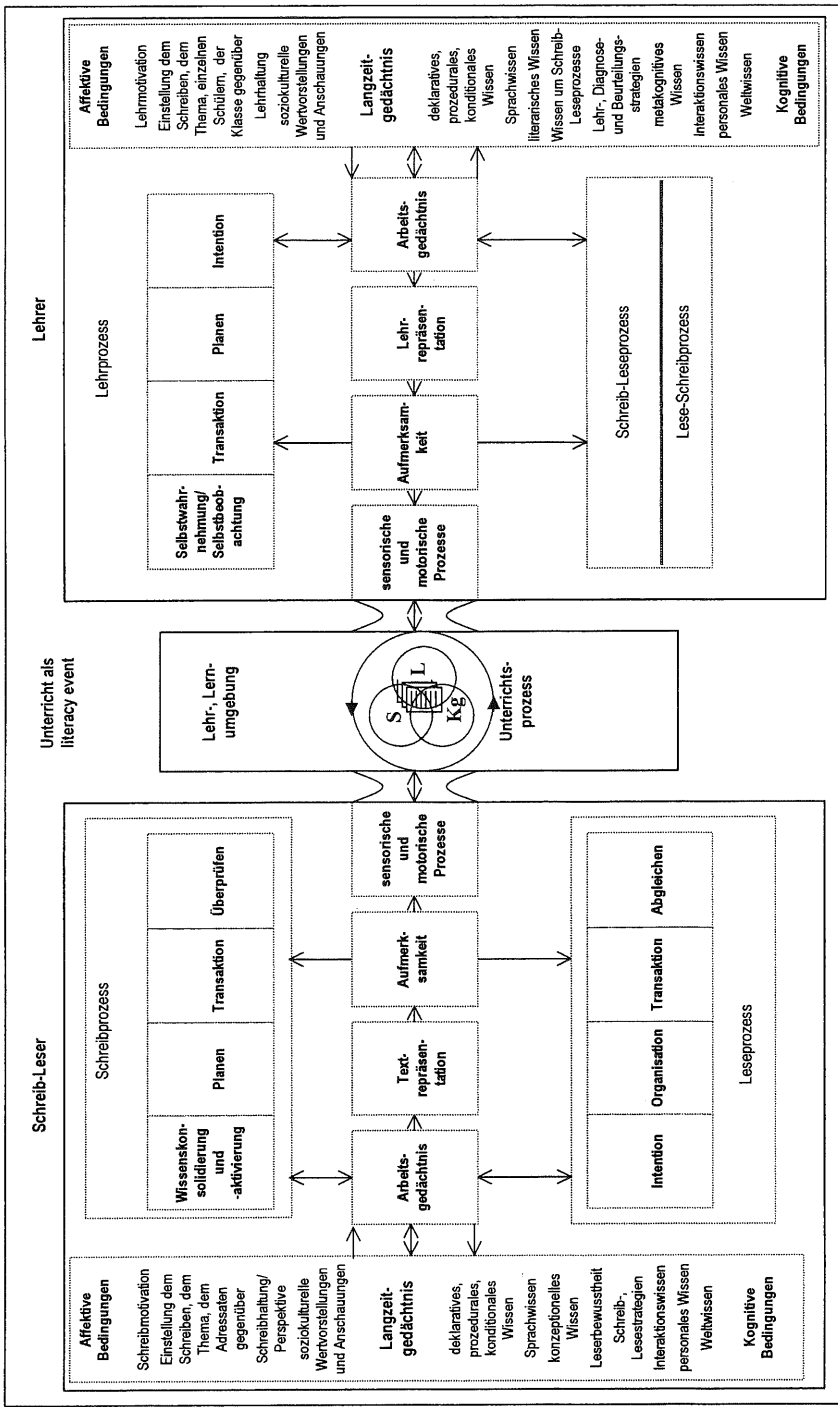 Schreib-Leser
Affektive
Bedingungen
Schreibmotivation
Einstellung dem
Schreiben, dem
Thema, dem
Adressaten
gegenüber
Schreibhaltung/
Perspektive
soziokulturelle
Wertvorstellungen
und Anschauungen
Langzeit-
gedächtnis
deklaratives,
prozedurales,
konditionales
Wissen
Sprachwissen
konzeptionelles
Wissen
Leserbewusstheit
Schreib-,
Lesestrategien
Interaktionswissen
personales Wissen
Weltwissen
Kognitive
Bedingungen
Schreibprozess
Wissenskon-
solidierung
und
-aktivierung
Planen
Transaktion
Überprüfen
Arbeits-
gedächtnis
Text-
repräsen-
tation
Aufmerk-
samkeit
sensorische
und
motorische
Prozesse
Intention
Organisation
Transaktion
Abgleichen
Leseprozess
Unterricht als
literacy event
Lehr-, Lern-
umgebung
S
L
Kg
Unterrichts-
prozess
Lehrer
Lehrprozess
Selbstwahr-
nehmung/
Selbstbeob-
achtung
Transaktion
Planen
Intention
sensorische
und
motorische
Prozesse
Aufmerksam-
keit
Lehr-
repräsen-
tation
Arbeits-
gedächtnis
Schreib-Leseprozess
Lese-Schreibprozess
Affektive
Bedingungen
Lehrmotivation
Einstellung dem
Schreiben, dem
Thema, einzelnen
Schülern, der
Klasse gegenüber
Lehrhaltung
soziokulturelle
Wertvorstellungen
und Anschauungen
Langzeit-
gedächtnis
deklaratives,
prozedurales,
konditionales
Wissen
Sprachwissen
literarisches Wissen
Wissen um Schreib-
Leseprozesse
Lehr-, Diagnose-
und Beurteilungs-
strategien
metakognitives
Wissen
Interaktionswissen
personales Wissen
Weltwissen
Kognitive
Bedingungen